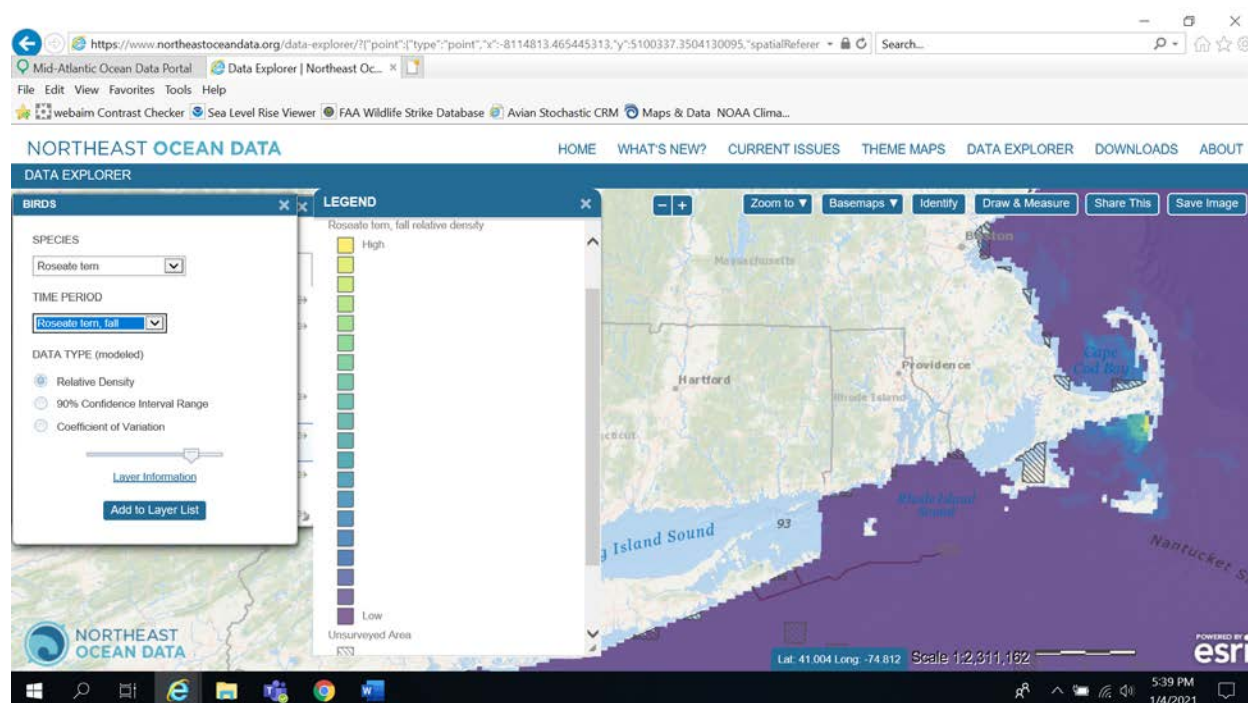 https://www.northeastoceandata.org/data-explorer/?{"point":{"type":"point","x":-8114813.465445313,"y":5100337.3504130095,"spatialReferer
Search...
Mid-Atlantic Ocean Data Portal
Data Explorer | Northeast Oc...
File Edit View Favorites Tools Help
webaim Contrast Checker Sea Level Rise Viewer FAA Wildlife Strike Database Avian Stochastic CRM Maps & Data NOAA Clima...
NORTHEAST OCEAN DATA
HOME WHAT'S NEW? CURRENT ISSUES THEME MAPS DATA EXPLORER DOWNLOADS ABOUT
DATA EXPLORER
BIRDS
SPECIES
Roseate tern
TIME PERIOD
Roseate tern, fall
DATA TYPE (modeled)
Relative Density
90% Confidence Interval Range
Coefficient of Variation
Layer Information
Add to Layer List
LEGEND
Roseate tern, fall relative density
High
Low
Unsurveyed Area
Zoom to ▼ Basemaps ▼ Identify Draw & Measure Share This Save Image
Boston
Massachusetts
Cape
Cod Bay
Providence
Hartford
Rhode Island
Rhode Island
Sound
Island Sound
93
Nantucket S
NORTHEAST
OCEAN DATA
Lat: 41.004 Long: -74.812
Scale 1:2,311,162
POWERED BY
esri
5:39 PM
1/4/2021